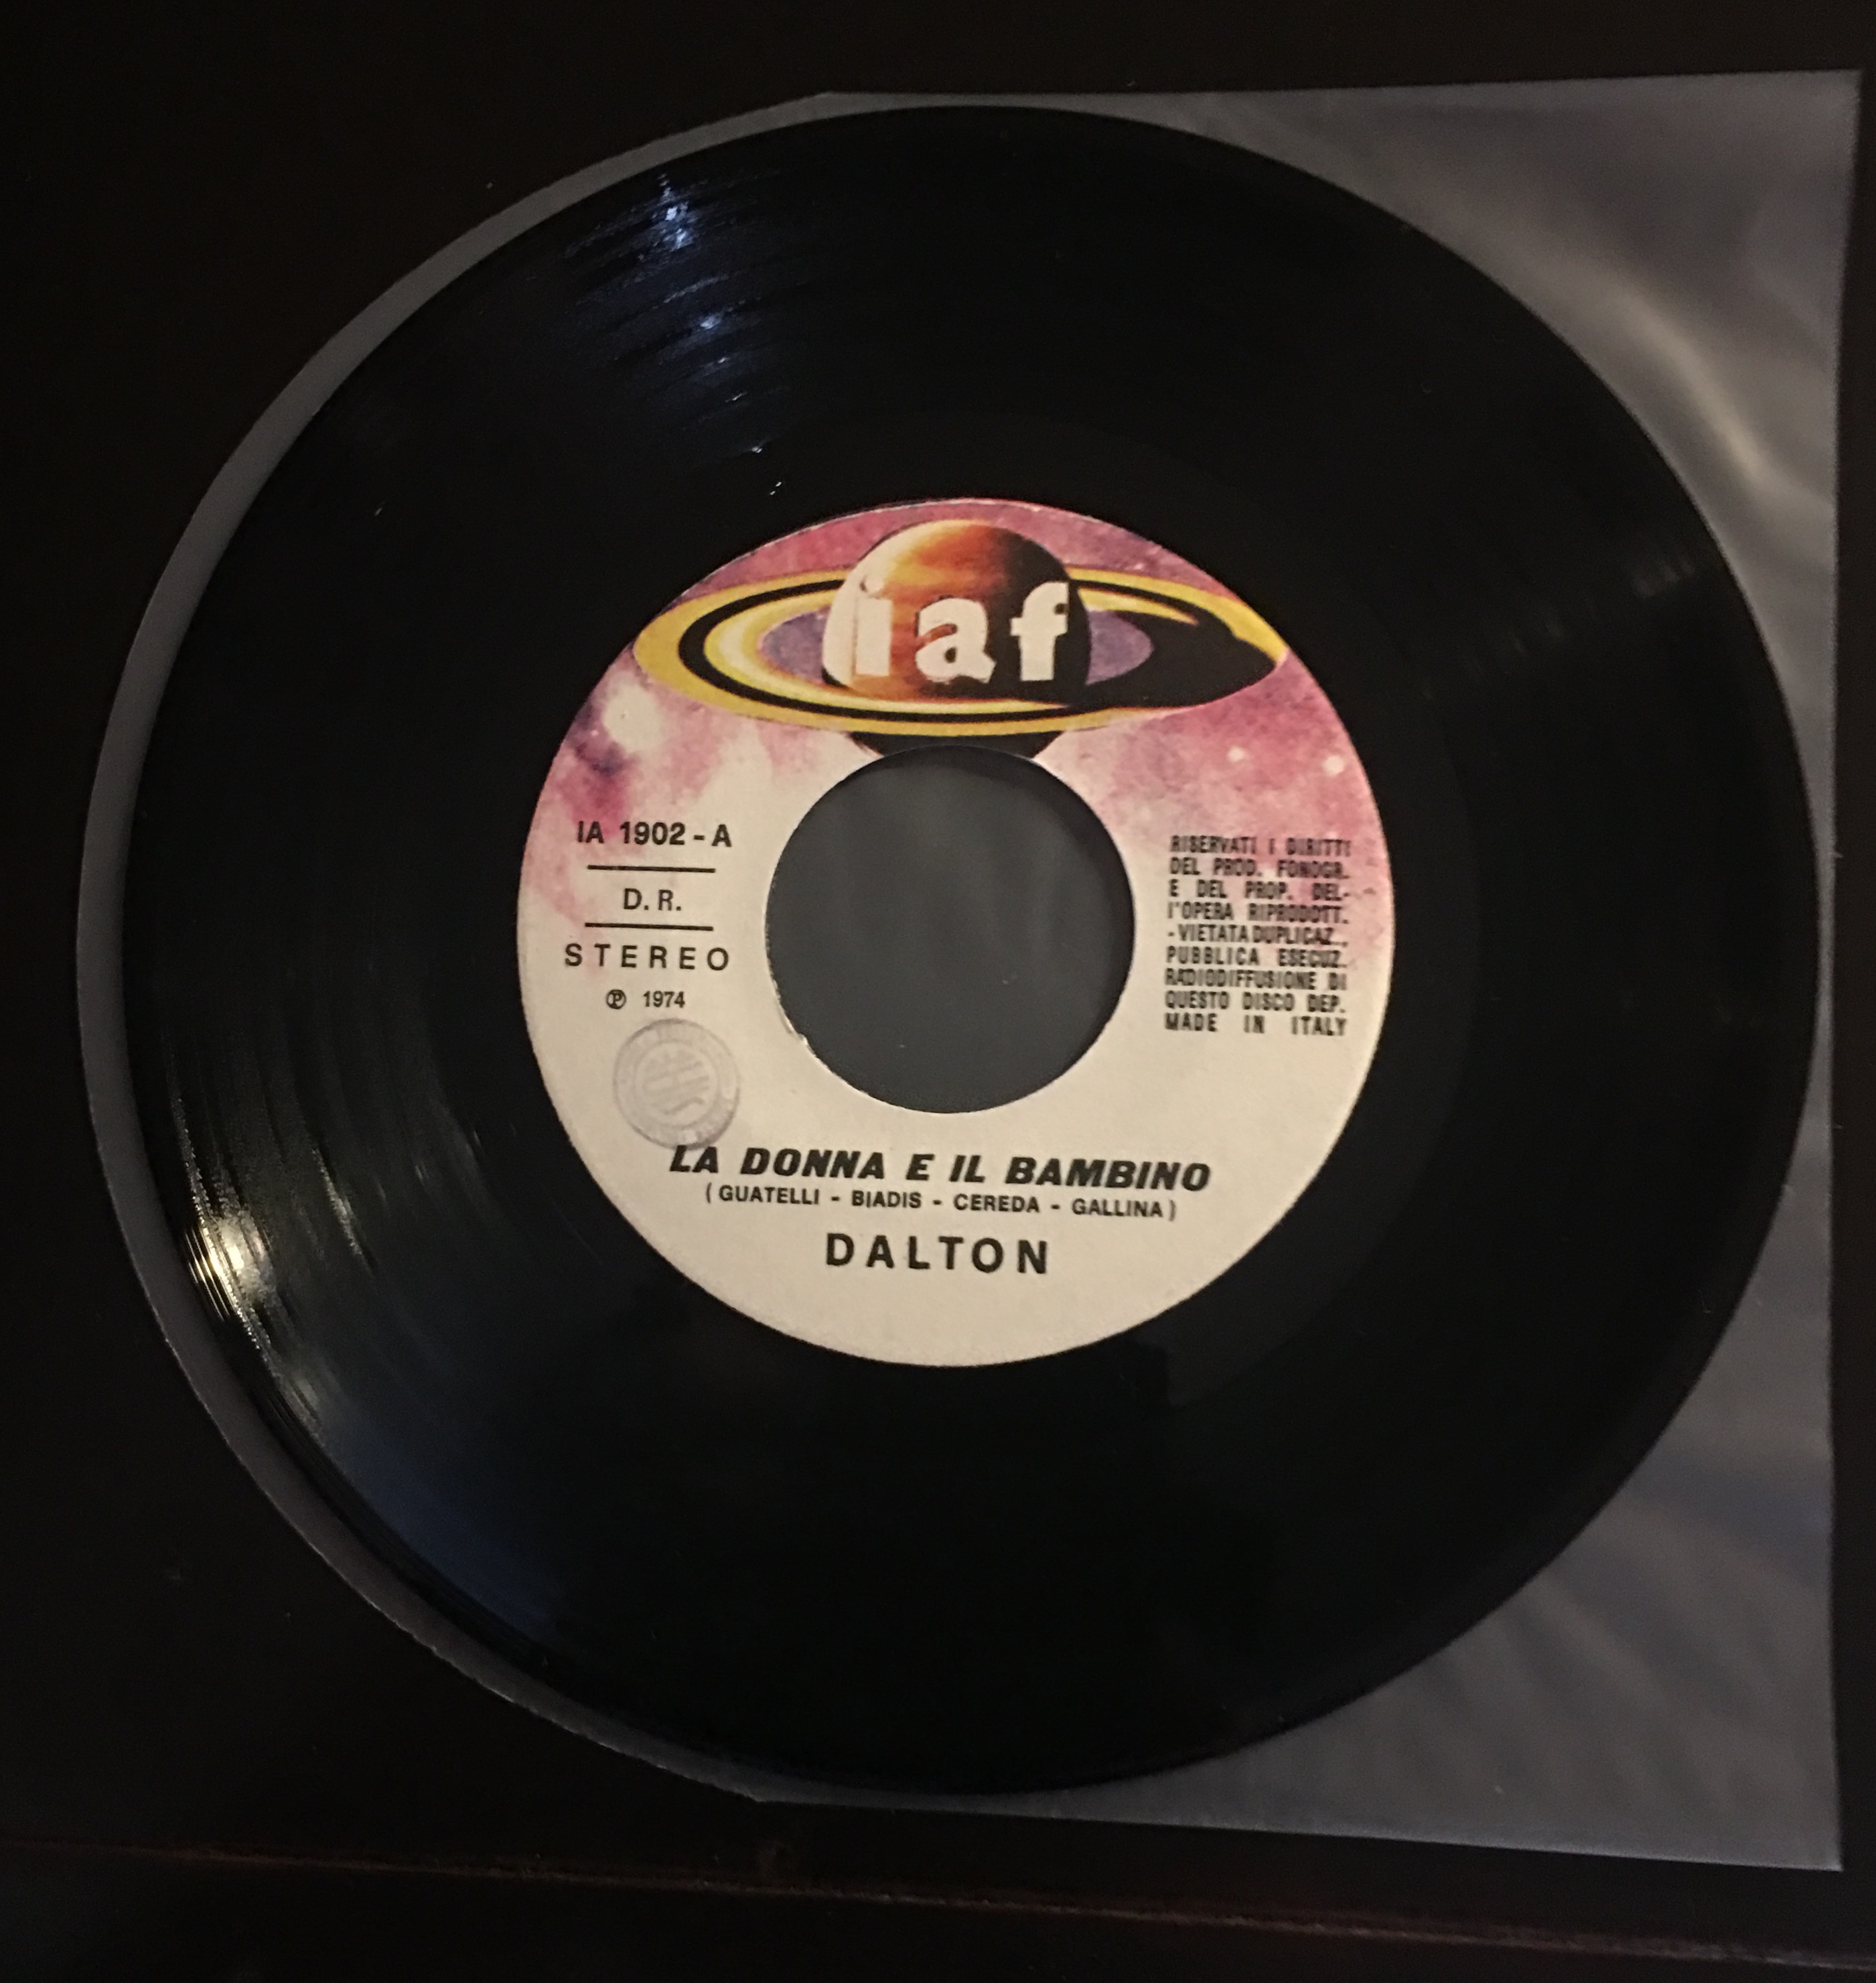 iaf
IA 1902 - A
D. R.
STEREO
℗ 1974
RISERVATI I DIRITTI
DEL PROD. FONOGR.
E DEL PROP. DEL-
l'OPERA RIPRODOTT.
- VIETATA DUPLICAZ.,
PUBBLICA ESECUZ.
RADIODIFFUSIONE DI
QUESTO DISCO DEP.
MADE IN ITALY
LA DONNA E IL BAMBINO
( GUATELLI - BIADIS - CEREDA - GALLINA )
DALTON